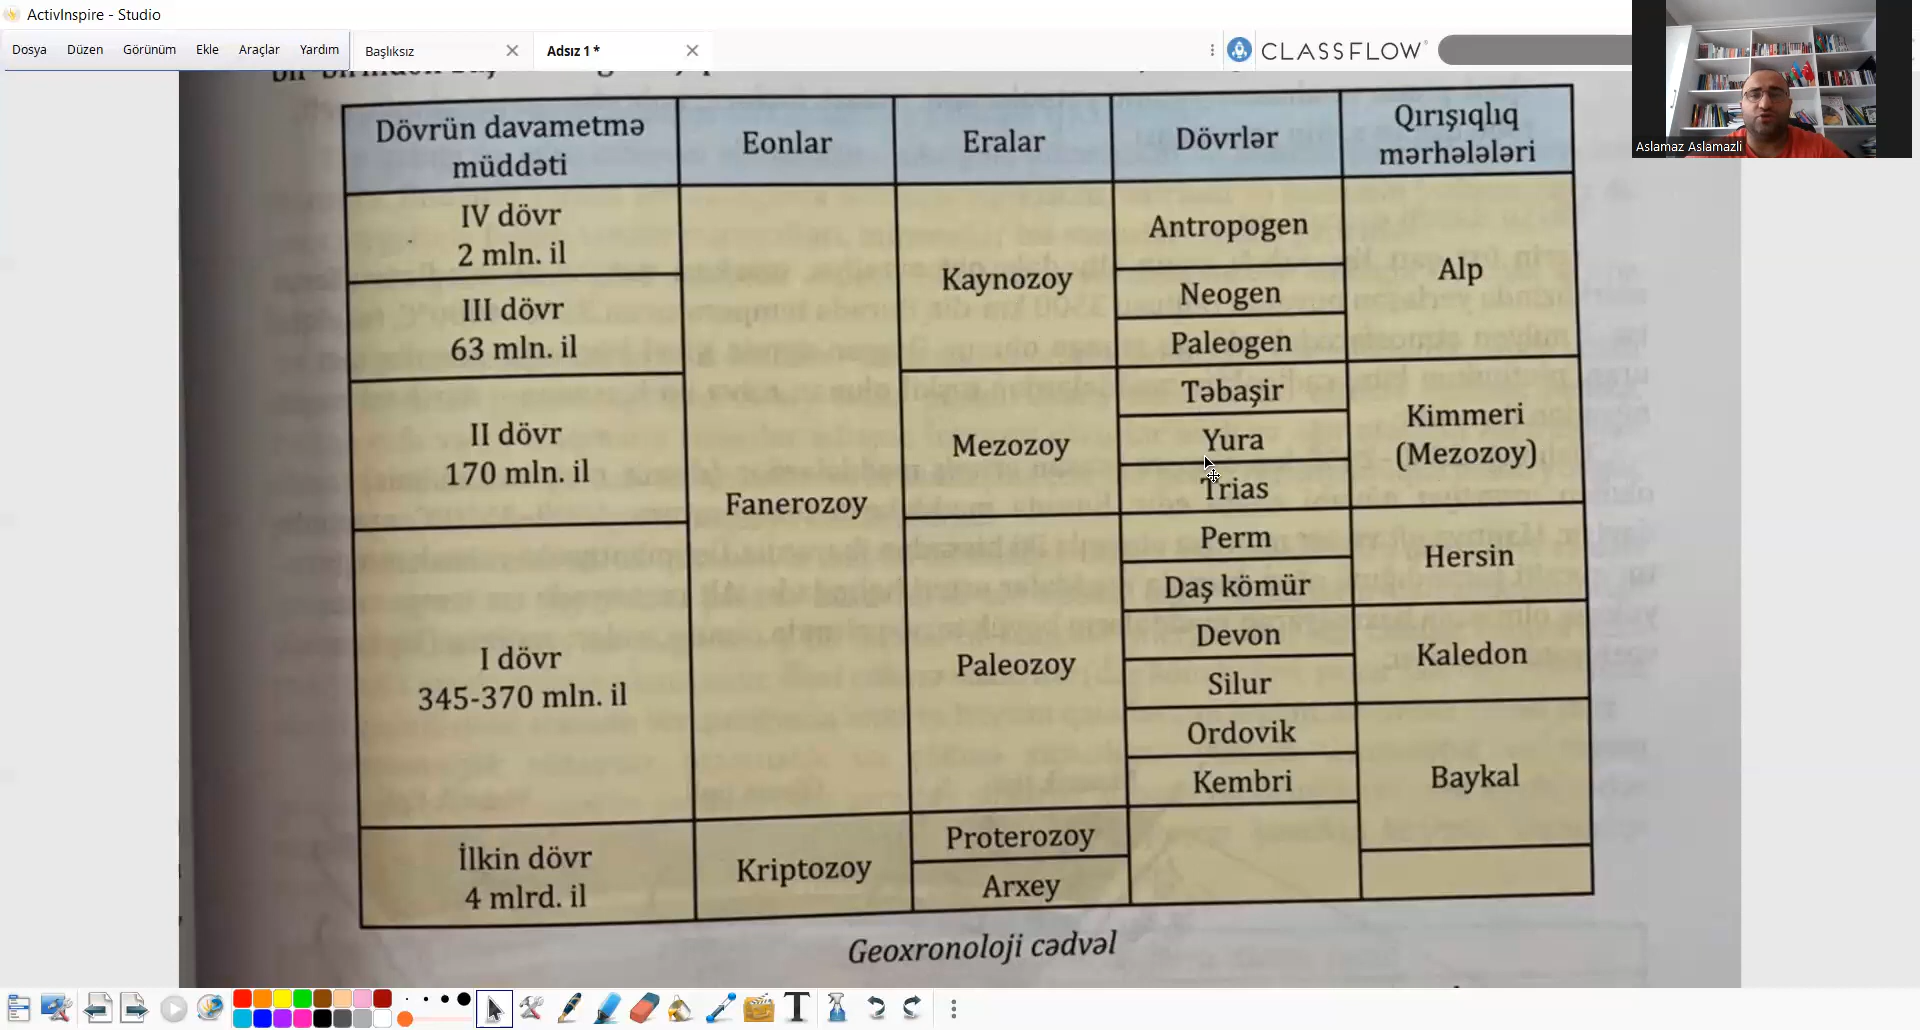 ActivInspire - Studio
Dosya Düzen Görünüm Ekle Araçlar Yardım
Başlıksız
Adsız 1 *
CLASSFLOW
Aslamaz Aslamazli
Dövrün davametmə müddəti
Eonlar
Eralar
Dövrlər
Qırışıqlıq mərhələləri
IV dövr
2 mln. il
III dövr
63 mln. il
II dövr
170 mln. il
I dövr
345-370 mln. il
İlkin dövr
4 mlrd. il
Fanerozoy
Kriptozoy
Kaynozoy
Mezozoy
Paleozoy
Proterozoy
Arxey
Antropogen
Neogen
Paleogen
Təbaşir
Yura
Trias
Perm
Daş kömür
Devon
Silur
Ordovik
Kembri
Alp
Kimmeri
(Mezozoy)
Hersin
Kaledon
Baykal
Geoxronoloji cədvəl